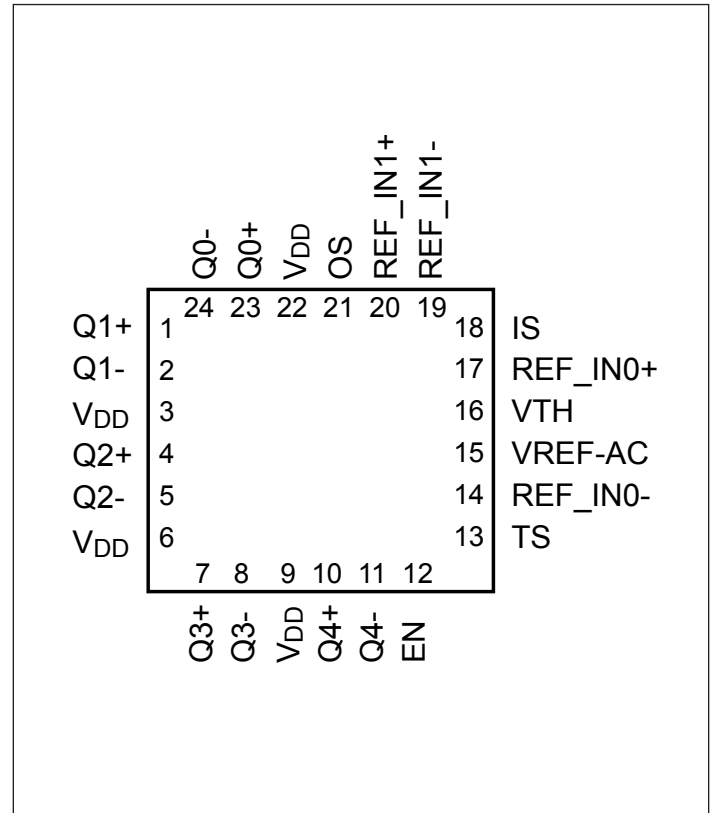 Q0-
Q0+
VDD
OS
REF_IN1+
REF_IN1-
24 23 22 21 20 19
Q1+ 1
Q1- 2
VDD 3
Q2+ 4
Q2- 5
VDD 6
18 IS
17 REF_IN0+
16 VTH
15 VREF-AC
14 REF_IN0-
13 TS
7 8 9 10 11 12
Q3+
Q3-
VDD
Q4+
Q4-
EN